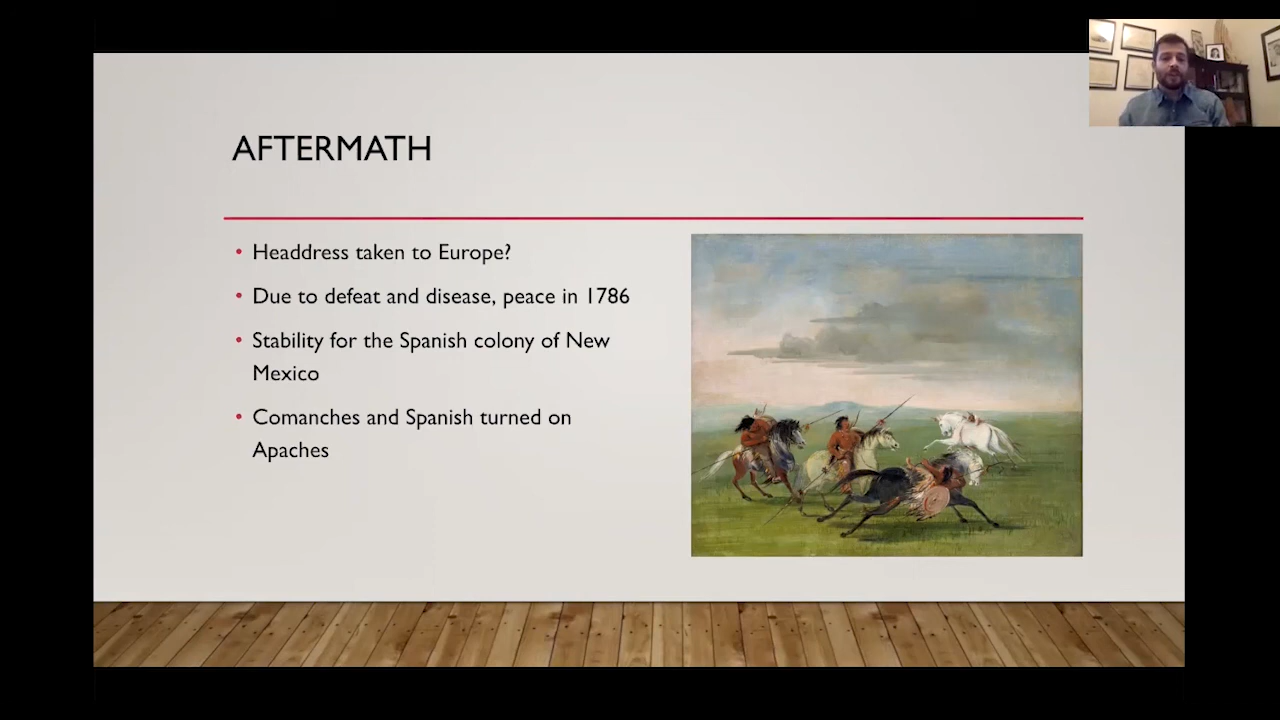 AFTERMATH
• Headdress taken to Europe?
• Due to defeat and disease, peace in 1786
• Stability for the Spanish colony of New
Mexico
• Comanches and Spanish turned on
Apaches